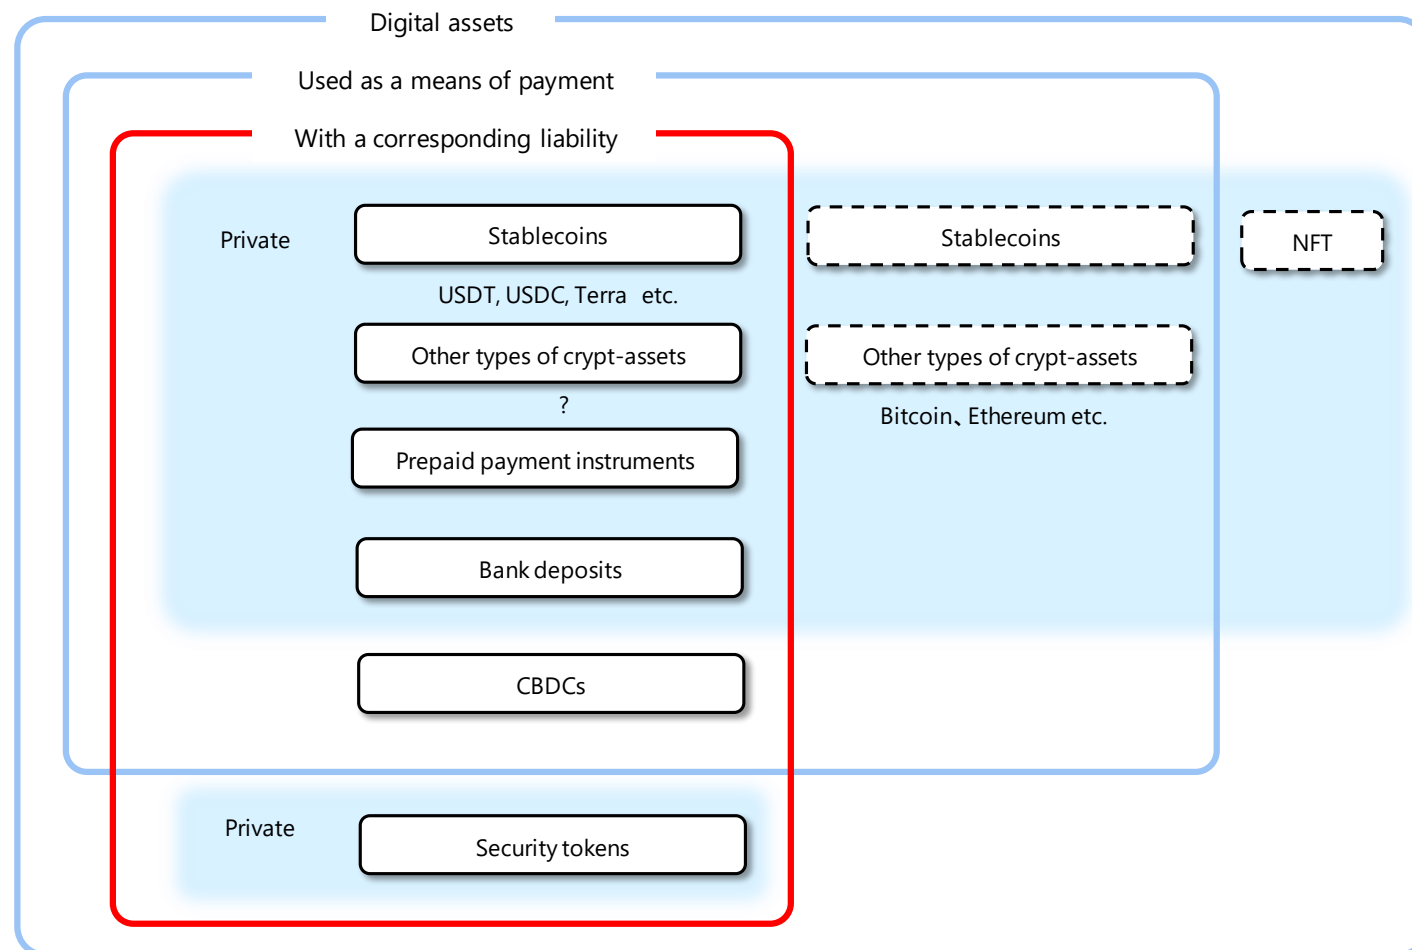 Digital assets
Used as a means of payment
With a corresponding liability
Private
Stablecoins
Stablecoins
NFT
USDT, USDC, Terra etc.
Other types of crypt-assets
Other types of crypt-assets
?
Bitcoin、Ethereum etc.
Prepaid payment instruments
Bank deposits
CBDCs
Private
Security tokens